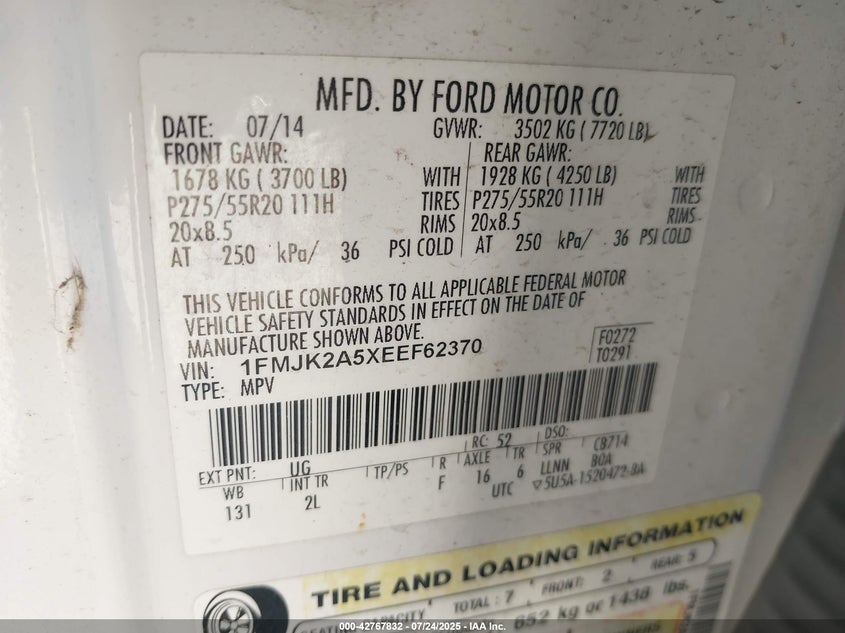 MFD. BY FORD MOTOR CO.
DATE: 07/14 GVWR: 3502 KG ( 7720 LB)
FRONT GAWR: REAR GAWR:
1678 KG ( 3700 LB) WITH 1928 KG ( 4250 LB) WITH
P275/55R20 111H TIRES P275/55R20 111H TIRES
20x8.5 RIMS 20x8.5 RIMS
AT 250 kPa/ 36 PSI COLD AT 250 kPa/ 36 PSI COLD
THIS VEHICLE CONFORMS TO ALL APPLICABLE FEDERAL MOTOR
VEHICLE SAFETY STANDARDS IN EFFECT ON THE DATE OF
MANUFACTURE SHOWN ABOVE.
VIN: 1FMJK2A5XEEF62370 F0272
TYPE: MPV T0291
EXT PNT: UG RC: 52 DSO:
WB INT TR TP/PS R AXLE TR SPR CB714
131 2L F 16 6 LLNN BOA
UTC ▽5U5A-1520472-BA
TIRE AND LOADING INFORMATION
SEATING CAPACITY TOTAL : 7 FRONT: 2 REAR: 5
652 kg or 1438 lbs.
000-42767832 - 07/24/2025 - IAA Inc.